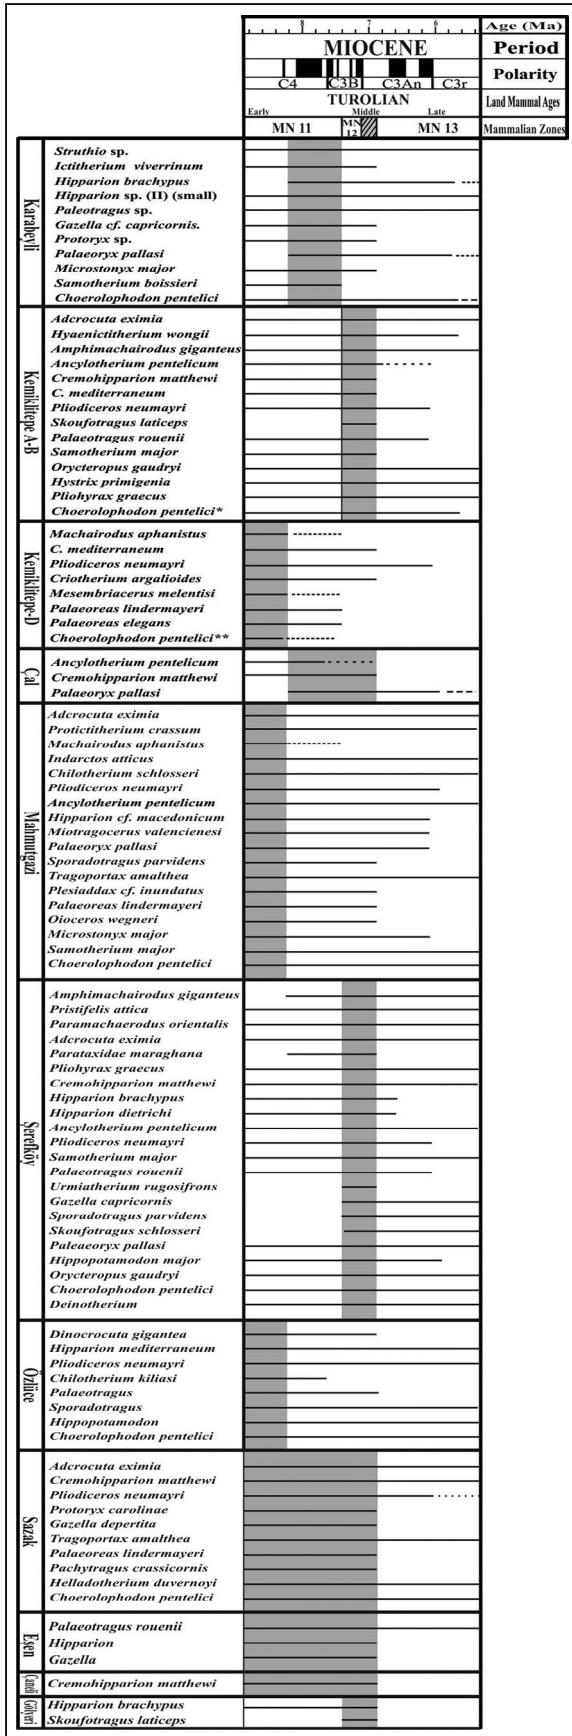 8 7 6 Age (Ma)
MIOCENE Period
C4 C3B C3An C3r Polarity
TUROLIAN Land Mammal Ages
Early Middle Late
MN 11 MN 12 MN 13 Mammalian Zones
Karabeyli
Struthio sp.
Ictitherium viverrinum
Hipparion brachypus
Hipparion sp. (II) (small)
Paleotragus sp.
Gazella cf. capricornis.
Protoryx sp.
Palaeoryx pallasi
Microstonyx major
Samotherium boissieri
Choerolophodon pentelici
Kemiklitepe A-B
Adcrocuta eximia
Hyaenictitherium wongii
Amphimachairodus giganteus
Ancylotherium pentelicum
Cremohipparion matthewi
C. mediterraneum
Pliodiceros neumayri
Skoufotragus laticeps
Palaeotragus rouenii
Samotherium major
Orycteropus gaudryi
Hystrix primigenia
Pliohyrax graecus
Choerolophodon pentelici*
Kemiklitepe-D
Machairodus aphanistus
C. mediterraneum
Pliodiceros neumayri
Criotherium argalioides
Mesembriacerus melentisi
Palaeoreas lindermayeri
Palaeoreas elegans
Choerolophodon pentelici**
Çal
Ancylotherium pentelicum
Cremohipparion matthewi
Palaeoryx pallasi
Mahmutgazi
Adcrocuta eximia
Protictitherium crassum
Machairodus aphanistus
Indarctos atticus
Chilotherium schlosseri
Pliodiceros neumayri
Ancylotherium pentelicum
Hipparion cf. macedonicum
Miotragocerus valencienesi
Palaeoryx pallasi
Sporadotragus parvidens
Tragoportax amalthea
Plesiaddax cf. inundatus
Palaeoreas lindermayeri
Oioceros wegneri
Microstonyx major
Samotherium major
Choerolophodon pentelici
Şerefköy
Amphimachairodus giganteus
Pristifelis attica
Paramachaerodus orientalis
Adcrocuta eximia
Parataxidae maraghana
Pliohyrax graecus
Cremohipparion matthewi
Hipparion brachypus
Hipparion dietrichi
Ancylotherium pentelicum
Pliodiceros neumayri
Samotherium major
Palaeotragus rouenii
Urmiatherium rugosifrons
Gazella capricornis
Sporadotragus parvidens
Skoufotragus schlosseri
Paleaeoryx pallasi
Hippopotamodon major
Orycteropus gaudryi
Choerolophodon pentelici
Deinotherium
Özlüce
Dinocrocuta gigantea
Hipparion mediterraneum
Pliodiceros neumayri
Chilotherium kiliasi
Palaeotragus
Sporadotragus
Hippopotamodon
Choerolophodon pentelici
Sazak
Adcrocuta eximia
Cremohipparion matthewi
Pliodiceros neumayri
Protoryx carolinae
Gazella depertita
Tragoportax amalthea
Palaeoreas lindermayeri
Pachytragus crassicornis
Helladotherium duvernoyi
Choerolophodon pentelici
Esen
Palaeotragus rouenii
Hipparion
Gazella
Çameli
Cremohipparion matthewi
Gölyeri
Hipparion brachypus
Skoufotragus laticeps